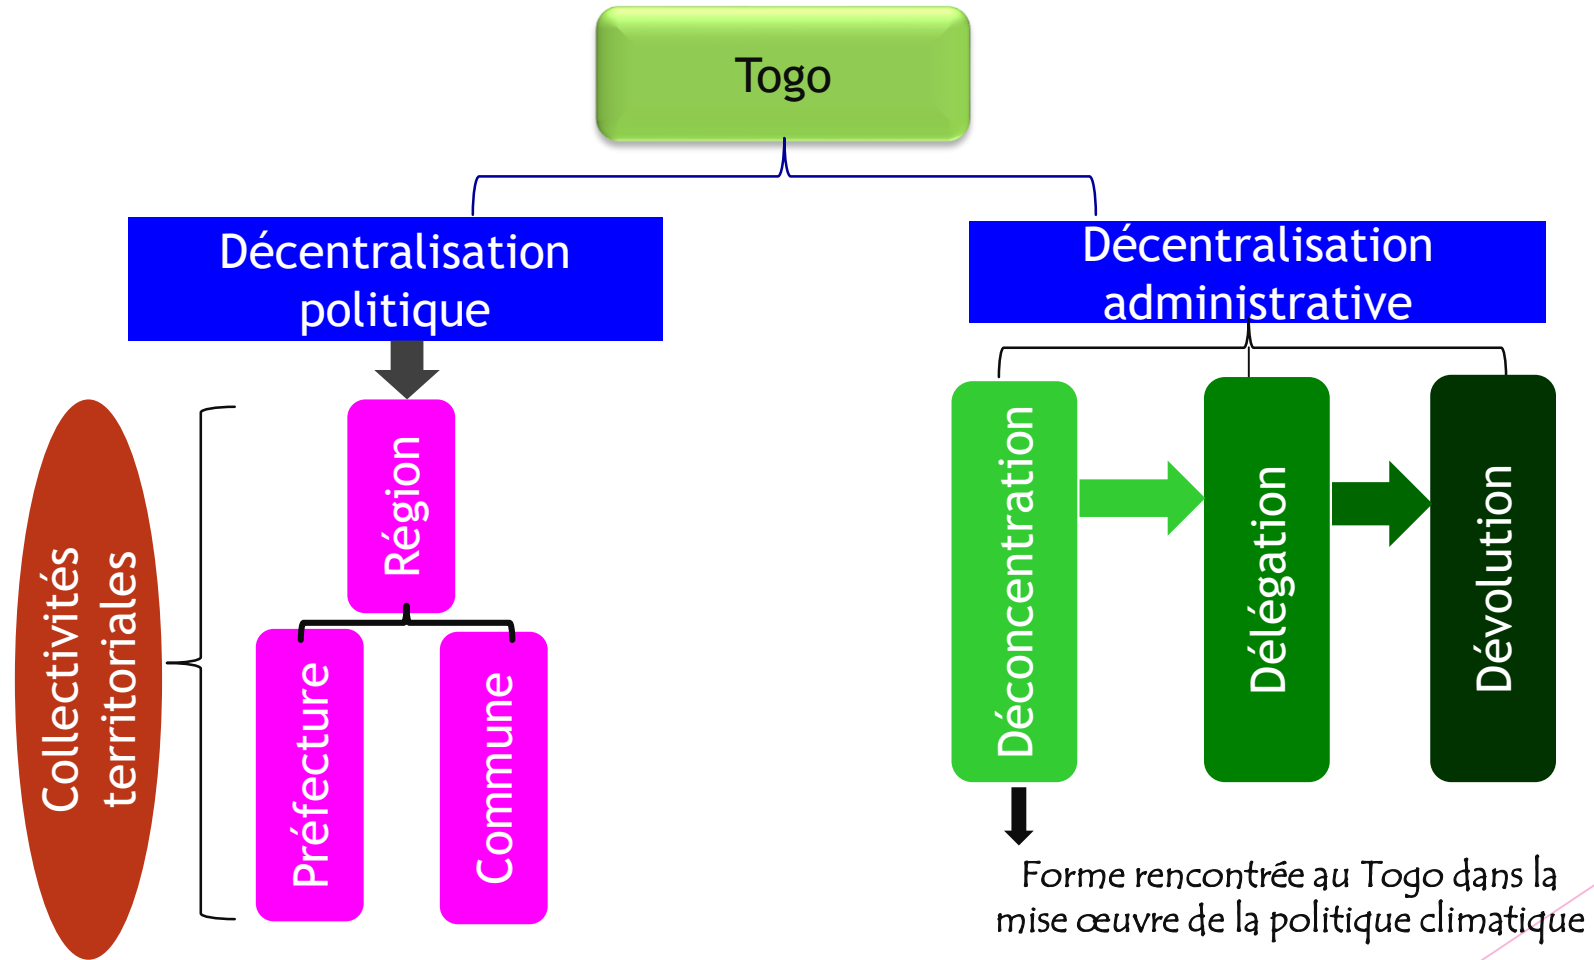 Togo
Décentralisation
politique
Décentralisation
administrative
Collectivités
territoriales
Région
Préfecture
Commune
Déconcentration
Délégation
Dévolution
Forme rencontrée au Togo dans la
mise œuvre de la politique climatique